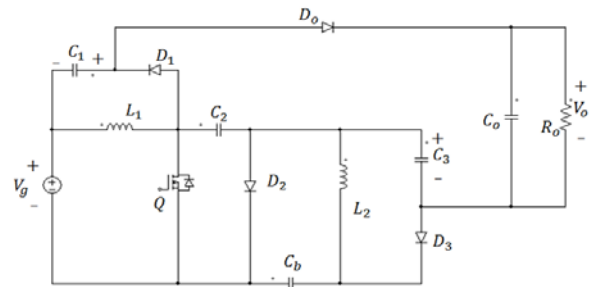 D_o
− C_1 + D_1
L_1 C_2
+ V_g −
Q
D_2
L_2
+ C_3 −
D_3
C_b
C_o
R_o
+ V_o −